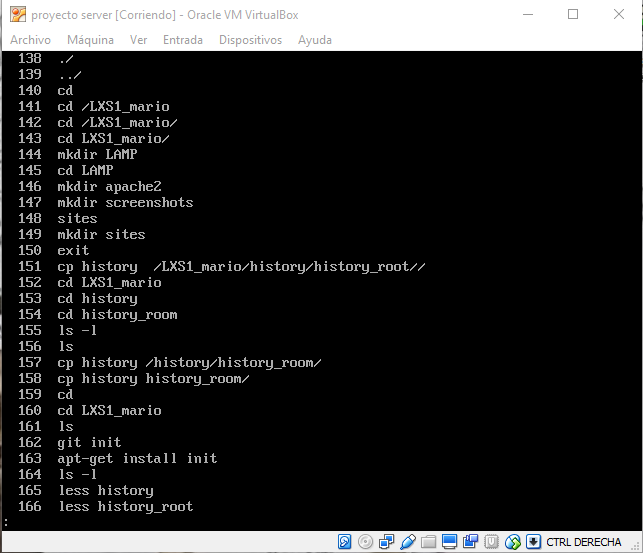 proyecto server [Corriendo] - Oracle VM VirtualBox
Archivo Máquina Ver Entrada Dispositivos Ayuda
138 ./
139 ../
140 cd
141 cd /LXS1_mario
142 cd /LXS1_mario/
143 cd LXS1_mario/
144 mkdir LAMP
145 cd LAMP
146 mkdir apache2
147 mkdir screenshots
148 sites
149 mkdir sites
150 exit
151 cp history  /LXS1_mario/history/history_root//
152 cd LXS1_mario
153 cd history
154 cd history_room
155 ls -l
156 ls
157 cp history /history/history_room/
158 cp history history_room/
159 cd
160 cd LXS1_mario
161 ls
162 git init
163 apt-get install init
164 ls -l
165 less history
166 less history_root
:
CTRL DERECHA